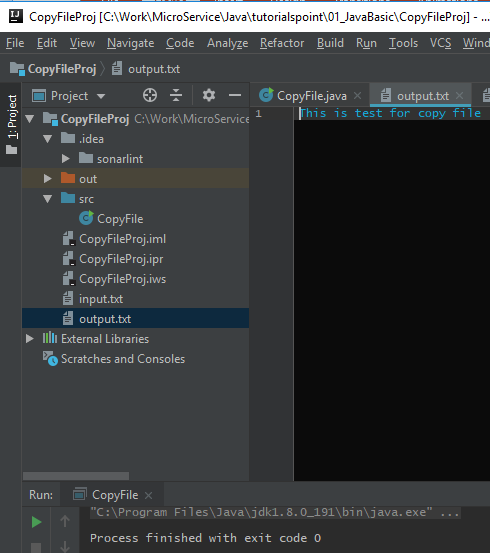 IJ CopyFileProj [C:\Work\MicroService\Java\tutorialspoint\01_JavaBasic\CopyFileProj] - ...
File Edit View Navigate Code Analyze Refactor Build Run Tools VCS Window
CopyFileProj output.txt
1: Project
Project CopyFile.java output.txt
CopyFileProj C:\Work\MicroService 1 This is test for copy file
.idea
sonarlint
out
src
CopyFile
CopyFileProj.iml
CopyFileProj.ipr
CopyFileProj.iws
input.txt
output.txt
External Libraries
Scratches and Consoles
Run: CopyFile
"C:\Program Files\Java\jdk1.8.0_191\bin\java.exe" ...
Process finished with exit code 0